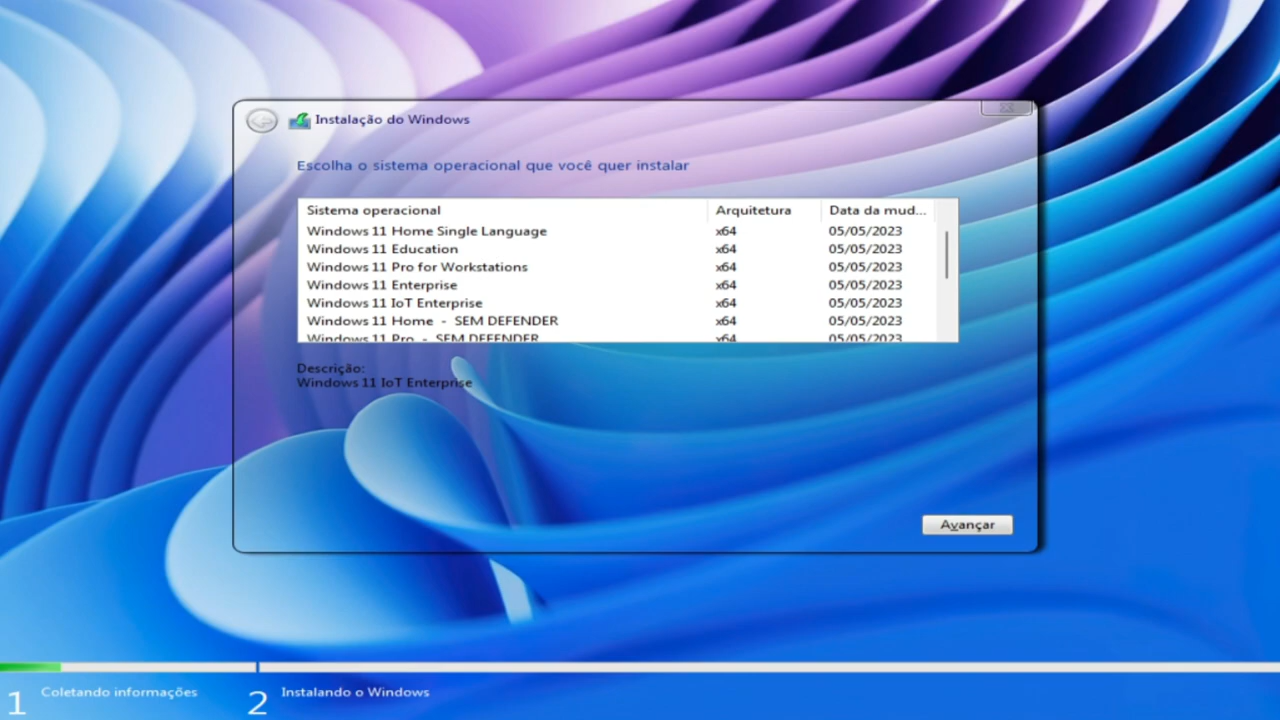 Instalação do Windows
Escolha o sistema operacional que você quer instalar
Sistema operacional Arquitetura Data da mud...
Windows 11 Home Single Language x64 05/05/2023
Windows 11 Education x64 05/05/2023
Windows 11 Pro for Workstations x64 05/05/2023
Windows 11 Enterprise x64 05/05/2023
Windows 11 IoT Enterprise x64 05/05/2023
Windows 11 Home - SEM DEFENDER x64 05/05/2023
Windows 11 Pro - SEM DEFENDER x64 05/05/2023
Descrição:
Windows 11 IoT Enterprise
Avançar
1 Coletando informações 2 Instalando o Windows